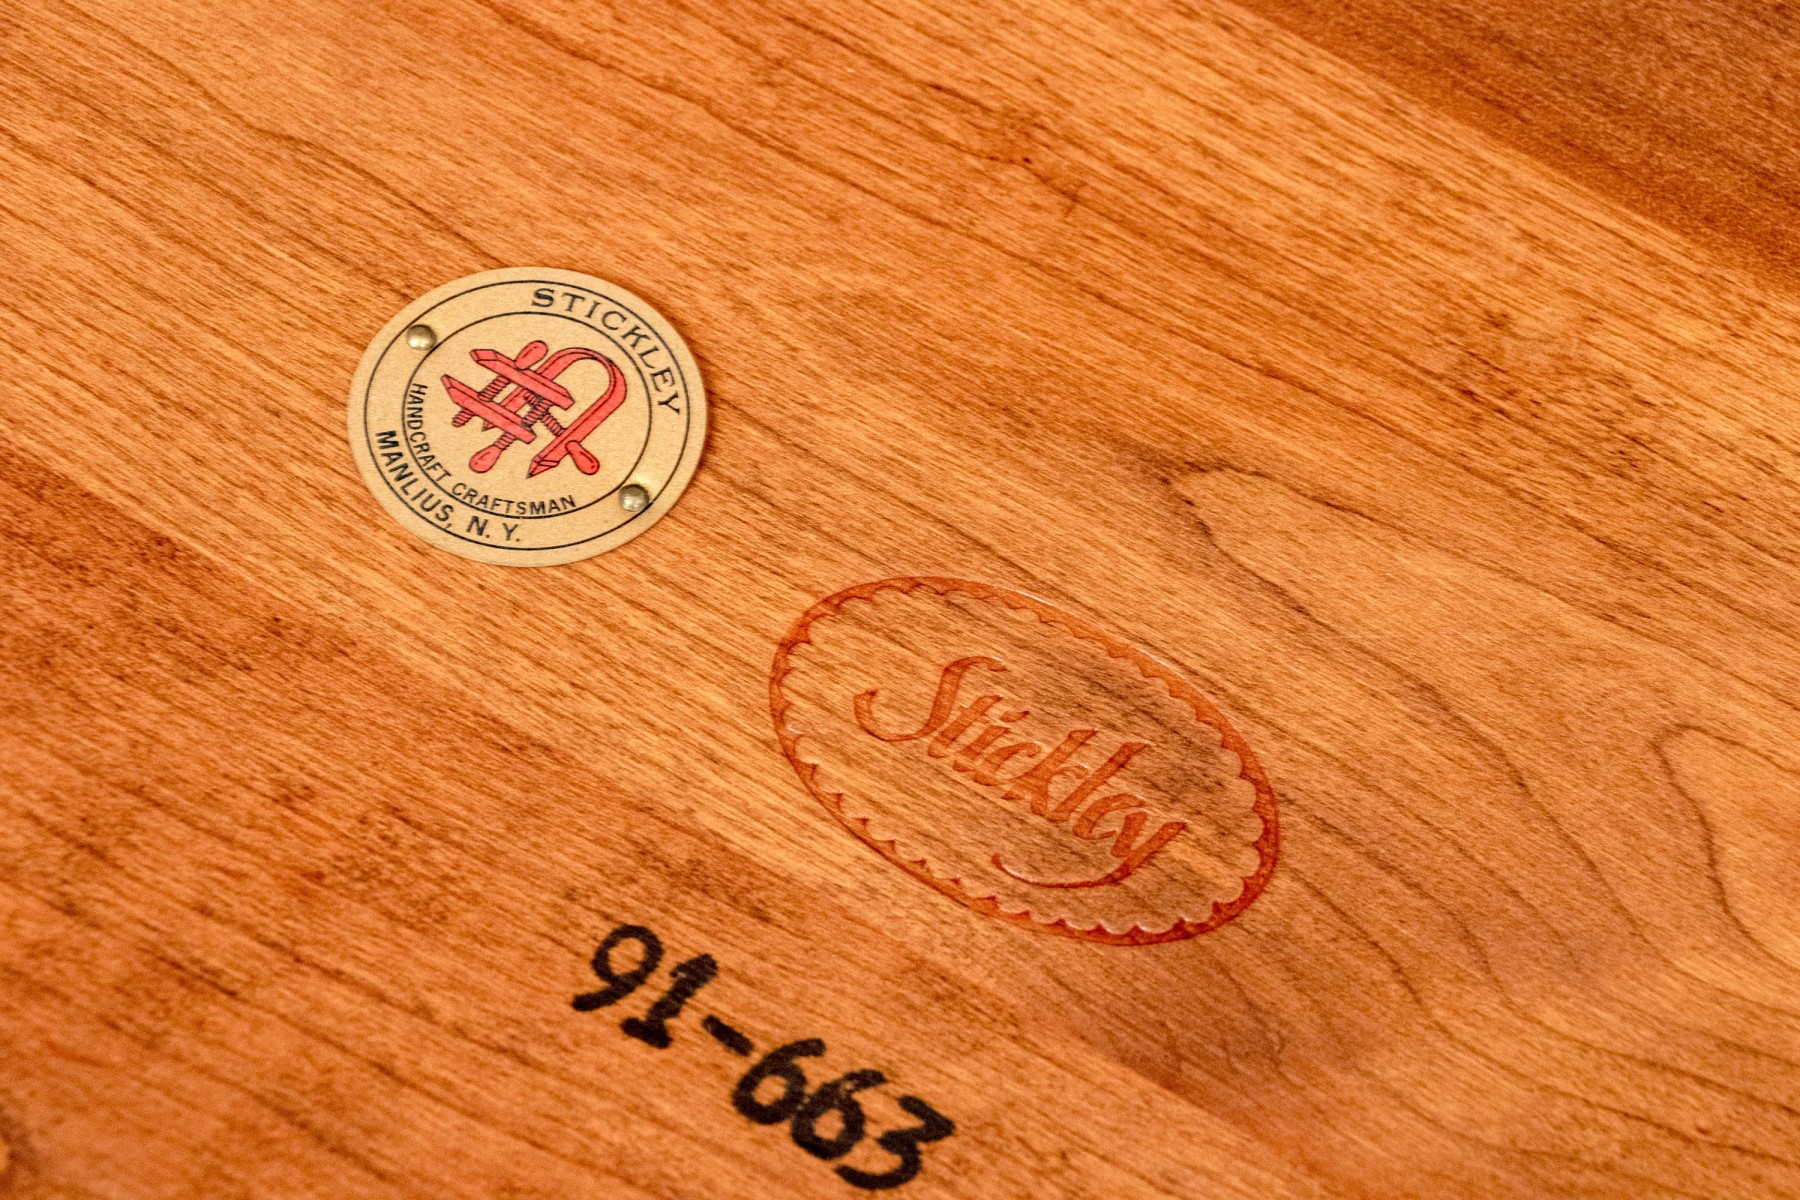 STICKLEY
HANDCRAFT CRAFTSMAN
MANLIUS, N. Y.
Stickley
91-663